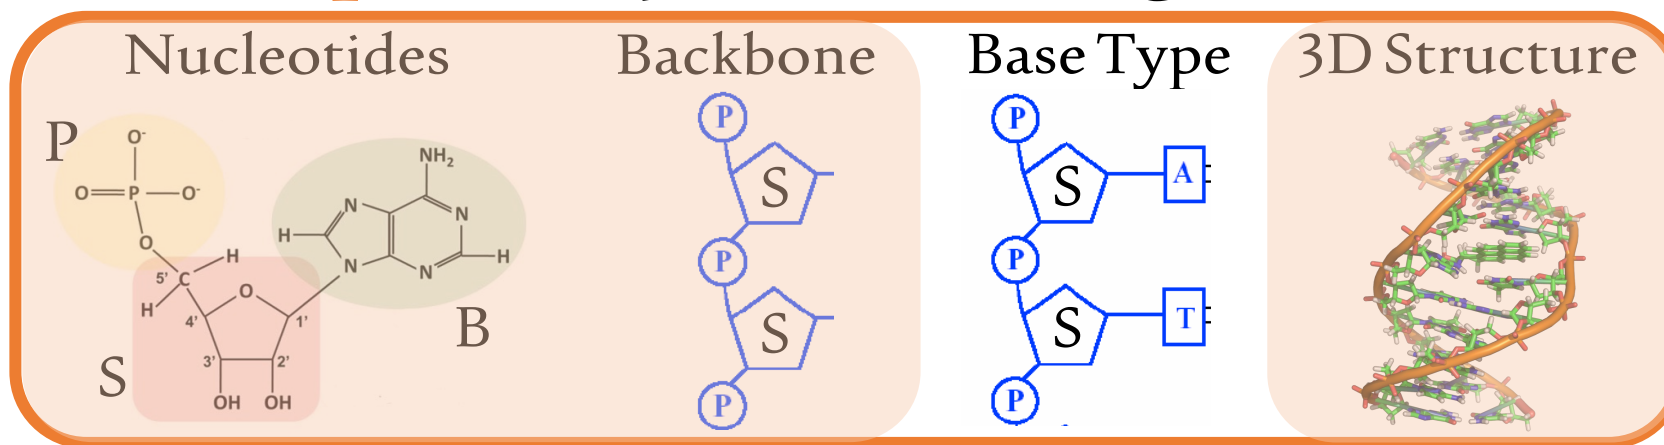 Nucleotides
Backbone
Base Type
3D Structure
P
O-
O
P
O-
O
5'
C
H
H
O
4'
1'
3'
2'
OH
OH
S
NH2
N
N
H
H
N
N
B
P
S
P
S
P
P
S
A
P
S
T
P